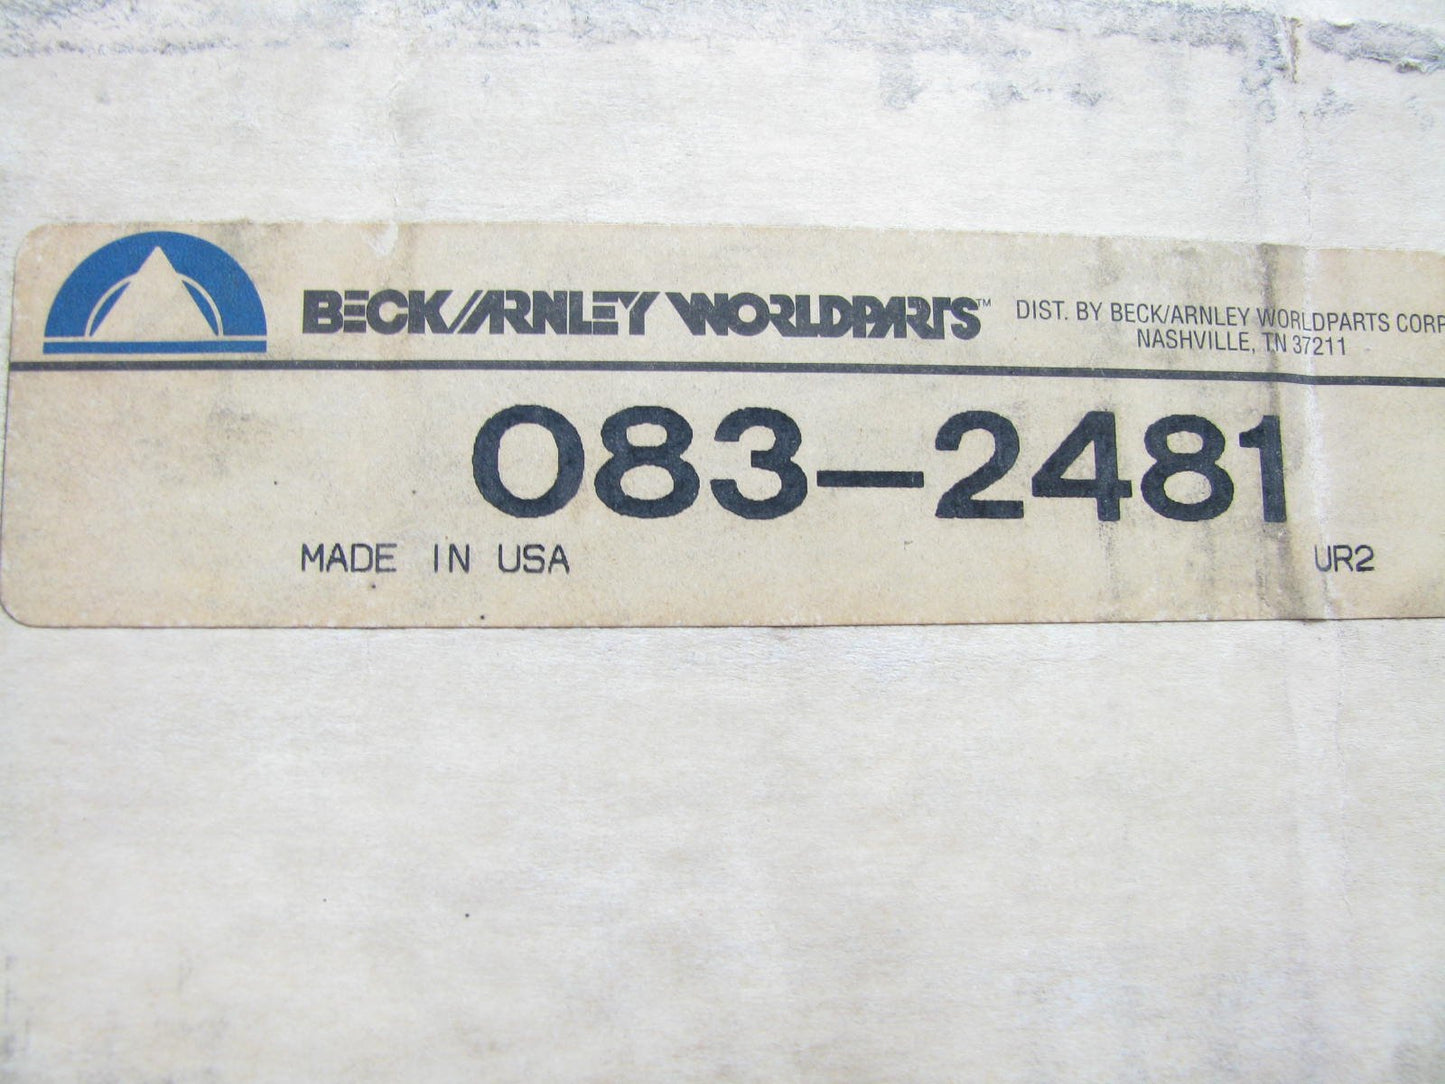 BECK/ARNLEY WORLDPARTS™
DIST. BY BECK/ARNLEY WORLDPARTS CORP
NASHVILLE, TN 37211
083-2481
MADE IN USA
UR2